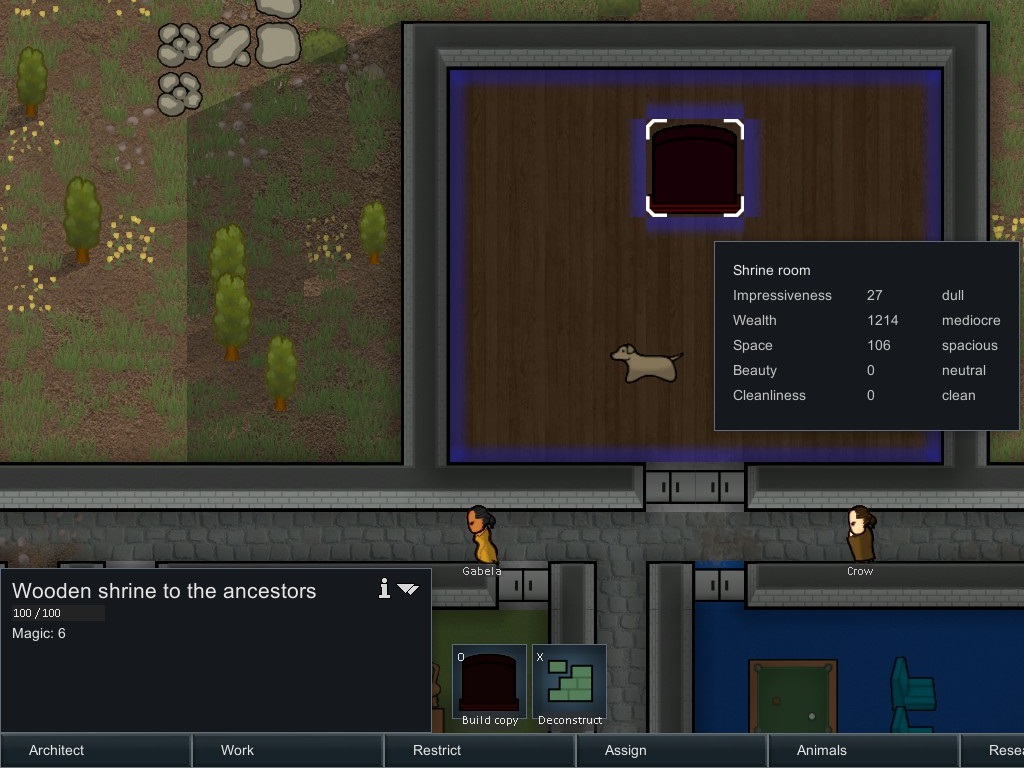 Shrine room
Impressiveness 27 dull
Wealth 1214 mediocre
Space 106 spacious
Beauty 0 neutral
Cleanliness 0 clean
Gabela
Crow
Wooden shrine to the ancestors
100 / 100
Magic: 6
O
Build copy
X
Deconstruct
Architect
Work
Restrict
Assign
Animals
Resea